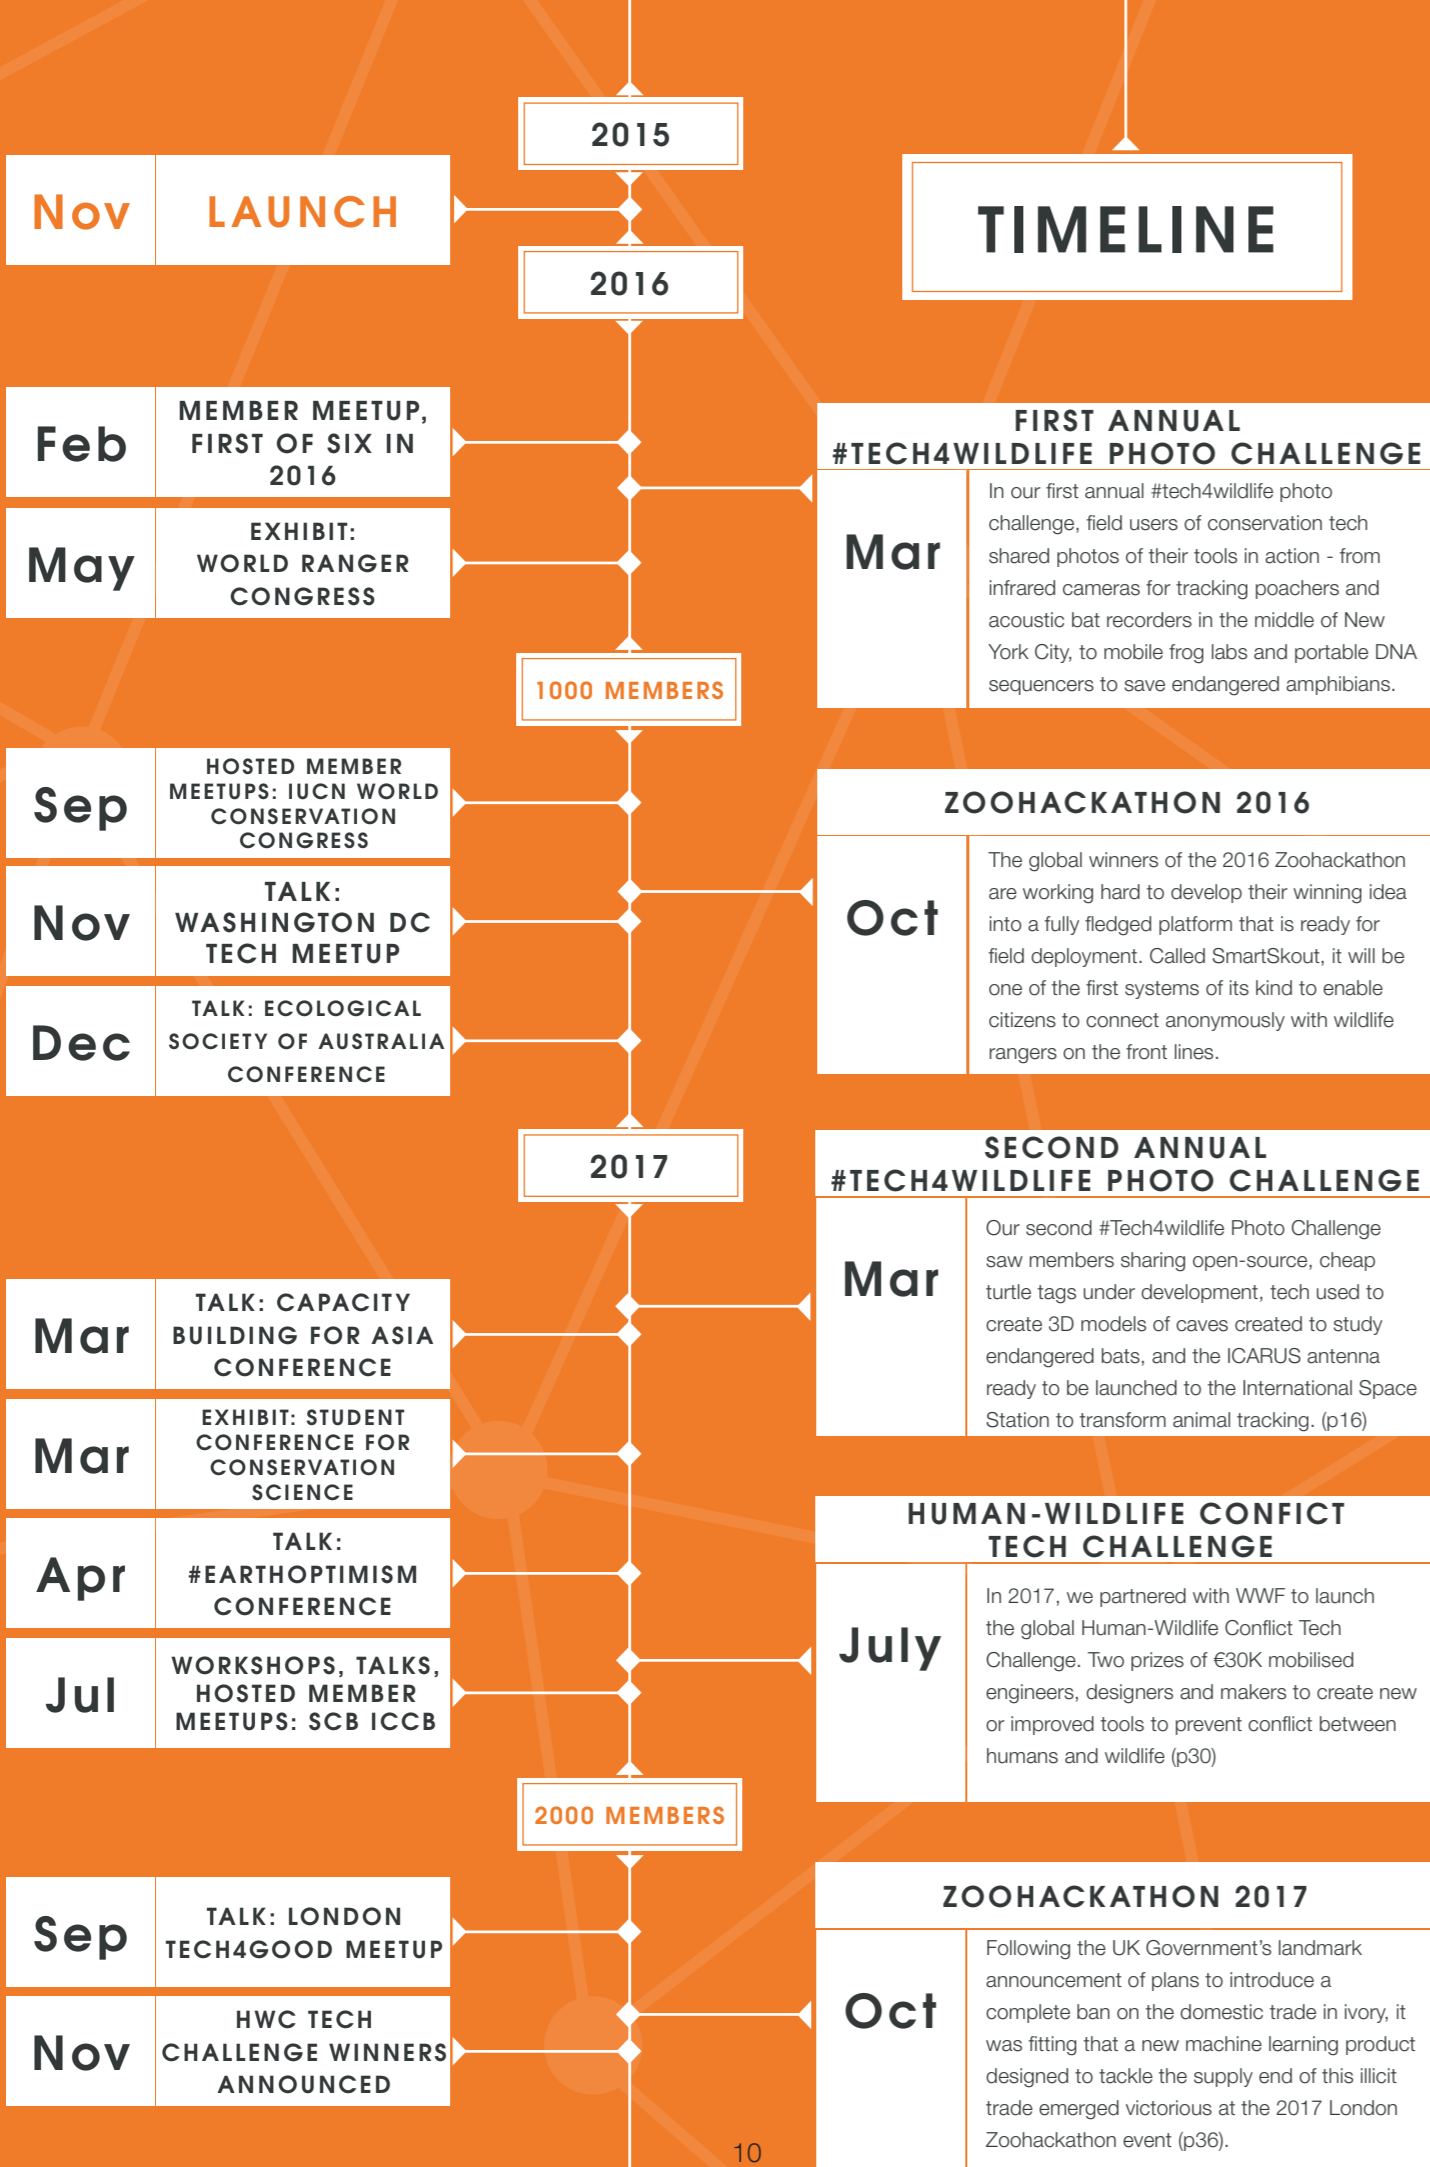 2015
TIMELINE
Nov
LAUNCH
2016
Feb
MEMBER MEETUP,
FIRST OF SIX IN
2016
FIRST ANNUAL
#TECH4WILDLIFE PHOTO CHALLENGE
Mar
In our first annual #tech4wildlife photo
challenge, field users of conservation tech
shared photos of their tools in action - from
infrared cameras for tracking poachers and
acoustic bat recorders in the middle of New
York City, to mobile frog labs and portable DNA
sequencers to save endangered amphibians.
May
EXHIBIT:
WORLD RANGER
CONGRESS
1000 MEMBERS
Sep
HOSTED MEMBER
MEETUPS: IUCN WORLD
CONSERVATION
CONGRESS
ZOOHACKATHON 2016
Oct
The global winners of the 2016 Zoohackathon
are working hard to develop their winning idea
into a fully fledged platform that is ready for
field deployment. Called SmartSkout, it will be
one of the first systems of its kind to enable
citizens to connect anonymously with wildlife
rangers on the front lines.
Nov
TALK:
WASHINGTON DC
TECH MEETUP
Dec
TALK: ECOLOGICAL
SOCIETY OF AUSTRALIA
CONFERENCE
2017
SECOND ANNUAL
#TECH4WILDLIFE PHOTO CHALLENGE
Mar
Our second #Tech4wildlife Photo Challenge
saw members sharing open-source, cheap
turtle tags under development, tech used to
create 3D models of caves created to study
endangered bats, and the ICARUS antenna
ready to be launched to the International Space
Station to transform animal tracking. (p16)
Mar
TALK: CAPACITY
BUILDING FOR ASIA
CONFERENCE
Mar
EXHIBIT: STUDENT
CONFERENCE FOR
CONSERVATION
SCIENCE
Apr
TALK:
#EARTHOPTIMISM
CONFERENCE
HUMAN-WILDLIFE CONFICT
TECH CHALLENGE
July
In 2017, we partnered with WWF to launch
the global Human-Wildlife Conflict Tech
Challenge. Two prizes of €30K mobilised
engineers, designers and makers to create new
or improved tools to prevent conflict between
humans and wildlife (p30)
Jul
WORKSHOPS, TALKS,
HOSTED MEMBER
MEETUPS: SCB ICCB
2000 MEMBERS
Sep
TALK: LONDON
TECH4GOOD MEETUP
ZOOHACKATHON 2017
Oct
Following the UK Government’s landmark
announcement of plans to introduce a
complete ban on the domestic trade in ivory, it
was fitting that a new machine learning product
designed to tackle the supply end of this illicit
trade emerged victorious at the 2017 London
Zoohackathon event (p36).
Nov
HWC TECH
CHALLENGE WINNERS
ANNOUNCED
10